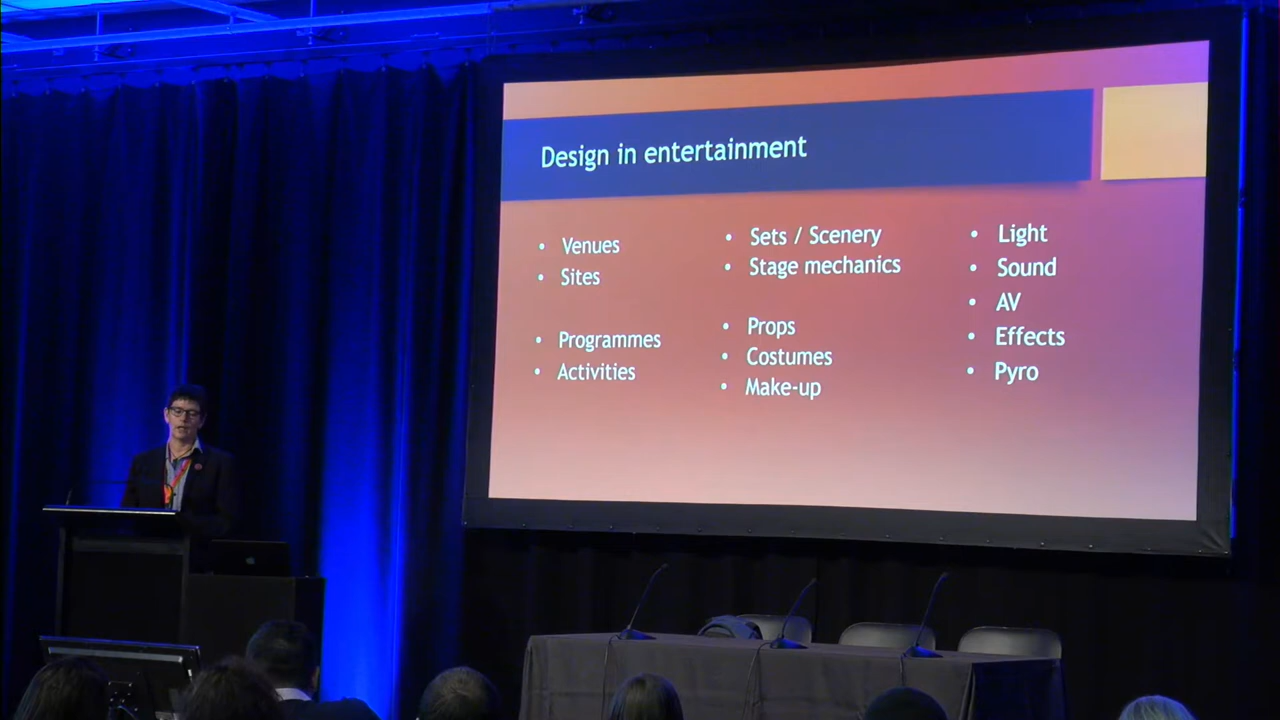 Design in entertainment
• Venues
• Sites
• Programmes
• Activities
• Sets / Scenery
• Stage mechanics
• Props
• Costumes
• Make-up
• Light
• Sound
• AV
• Effects
• Pyro